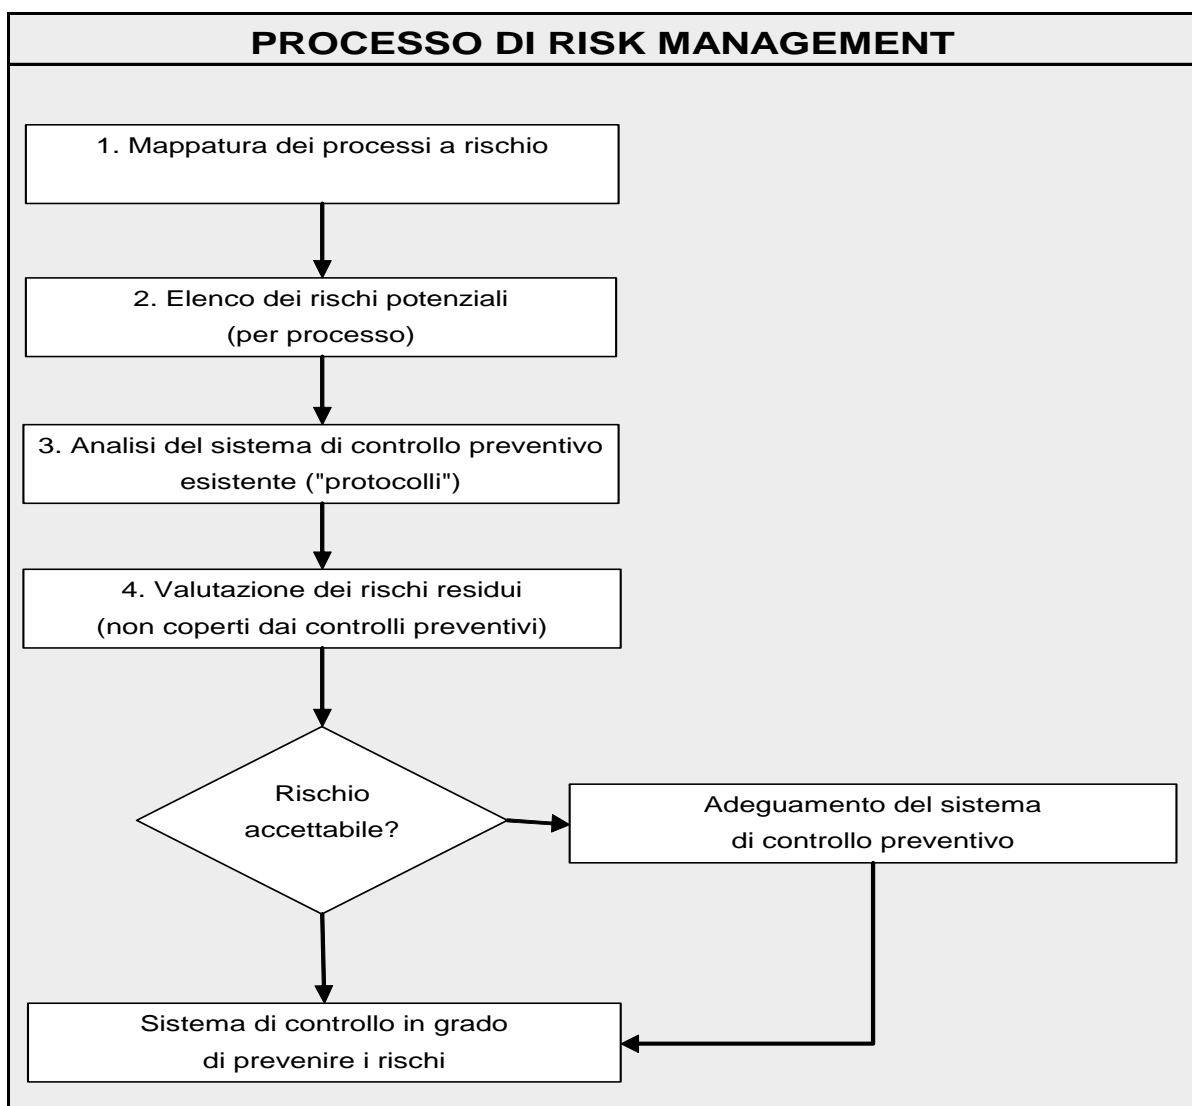 PROCESSO DI RISK MANAGEMENT
1. Mappatura dei processi a rischio
2. Elenco dei rischi potenziali
(per processo)
3. Analisi del sistema di controllo preventivo
esistente ("protocolli")
4. Valutazione dei rischi residui
(non coperti dai controlli preventivi)
Rischio
accettabile?
Adeguamento del sistema
di controllo preventivo
Sistema di controllo in grado
di prevenire i rischi